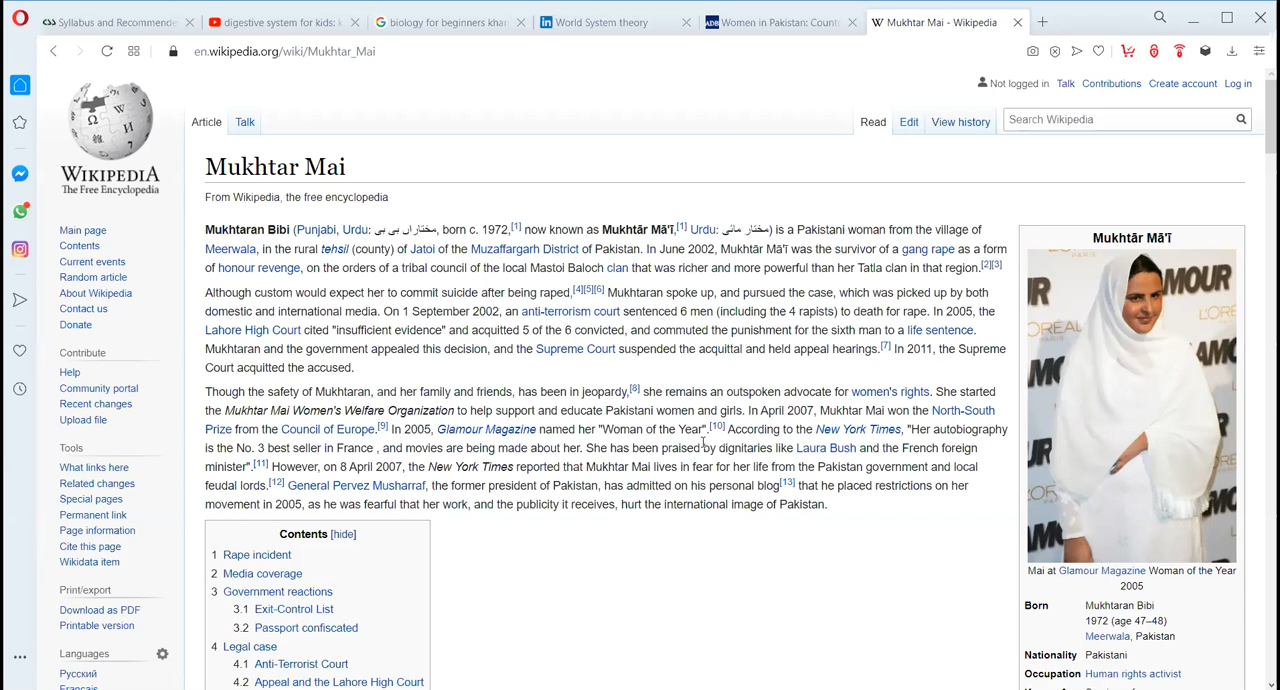 Syllabus and Recommende
digestive system for kids: k
biology for beginners khan
World System theory
ADB Women in Pakistan: Count
W Mukhtar Mai - Wikipedia
en.wikipedia.org/wiki/Mukhtar_Mai
Not logged in Talk Contributions Create account Log in
WIKIPEDIA
The Free Encyclopedia
Article Talk Read Edit View history Search Wikipedia
Mukhtar Mai
From Wikipedia, the free encyclopedia
Main page
Contents
Current events
Random article
About Wikipedia
Contact us
Donate
Contribute
Help
Community portal
Recent changes
Upload file
Tools
What links here
Related changes
Special pages
Permanent link
Page information
Cite this page
Wikidata item
Print/export
Download as PDF
Printable version
Languages
Русский
Français
Mukhtaran Bibi (Punjabi, Urdu: مختاراں بی بی, born c. 1972,[1] now known as Mukhtār Mā'ī,[1] Urdu: مختار مائی) is a Pakistani woman from the village of
Meerwala, in the rural tehsil (county) of Jatoi of the Muzaffargarh District of Pakistan. In June 2002, Mukhtār Mā'ī was the survivor of a gang rape as a form
of honour revenge, on the orders of a tribal council of the local Mastoi Baloch clan that was richer and more powerful than her Tatla clan in that region.[2][3]
Although custom would expect her to commit suicide after being raped,[4][5][6] Mukhtaran spoke up, and pursued the case, which was picked up by both
domestic and international media. On 1 September 2002, an anti-terrorism court sentenced 6 men (including the 4 rapists) to death for rape. In 2005, the
Lahore High Court cited "insufficient evidence" and acquitted 5 of the 6 convicted, and commuted the punishment for the sixth man to a life sentence.
Mukhtaran and the government appealed this decision, and the Supreme Court suspended the acquittal and held appeal hearings.[7] In 2011, the Supreme
Court acquitted the accused.
Though the safety of Mukhtaran, and her family and friends, has been in jeopardy,[8] she remains an outspoken advocate for women's rights. She started
the Mukhtar Mai Women's Welfare Organization to help support and educate Pakistani women and girls. In April 2007, Mukhtar Mai won the North-South
Prize from the Council of Europe.[9] In 2005, Glamour Magazine named her "Woman of the Year".[10] According to the New York Times, "Her autobiography
is the No. 3 best seller in France , and movies are being made about her. She has been praised by dignitaries like Laura Bush and the French foreign
minister".[11] However, on 8 April 2007, the New York Times reported that Mukhtar Mai lives in fear for her life from the Pakistan government and local
feudal lords.[12] General Pervez Musharraf, the former president of Pakistan, has admitted on his personal blog[13] that he placed restrictions on her
movement in 2005, as he was fearful that her work, and the publicity it receives, hurt the international image of Pakistan.
Contents [hide]
1 Rape incident
2 Media coverage
3 Government reactions
3.1 Exit-Control List
3.2 Passport confiscated
4 Legal case
4.1 Anti-Terrorist Court
4.2 Appeal and the Lahore High Court
Mukhtār Mā'ī
PARIS
AMOUR
UR
L'ORÉAL
Mai at Glamour Magazine Woman of the Year
2005
Born Mukhtaran Bibi
1972 (age 47–48)
Meerwala, Pakistan
Nationality Pakistani
Occupation Human rights activist